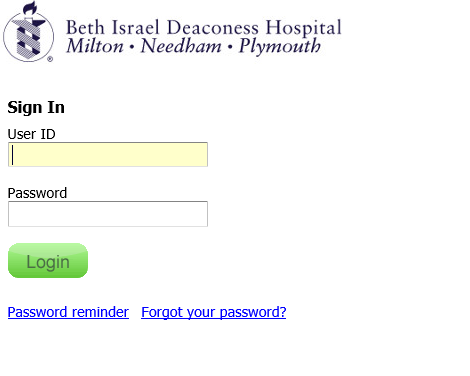 Beth Israel Deaconess Hospital
Milton • Needham • Plymouth
®
Sign In
User ID
Password
Login
Password reminder Forgot your password?